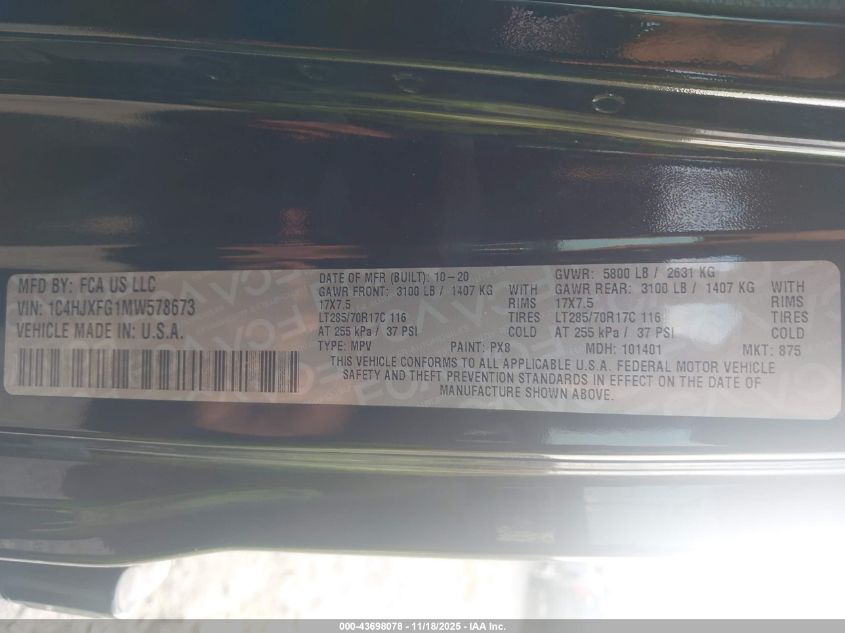 MFD BY: FCA US LLC
VIN: 1C4HJXFG1MW578673
VEHICLE MADE IN: U.S.A.
DATE OF MFR (BUILT): 10-20
GAWR FRONT: 3100 LB / 1407 KG WITH
17X7.5 RIMS
LT285/70R17C 116 TIRES
AT 255 kPa / 37 PSI COLD
TYPE: MPV PAINT: PX8
GVWR: 5800 LB / 2631 KG
GAWR REAR: 3100 LB / 1407 KG WITH
17X7.5 RIMS
LT285/70R17C 116 TIRES
AT 255 kPa / 37 PSI COLD
MDH: 101401 MKT: 875
THIS VEHICLE CONFORMS TO ALL APPLICABLE U.S.A. FEDERAL MOTOR VEHICLE
SAFETY AND THEFT PREVENTION STANDARDS IN EFFECT ON THE DATE OF
MANUFACTURE SHOWN ABOVE.
000-43698078 - 11/18/2025 - IAA Inc.